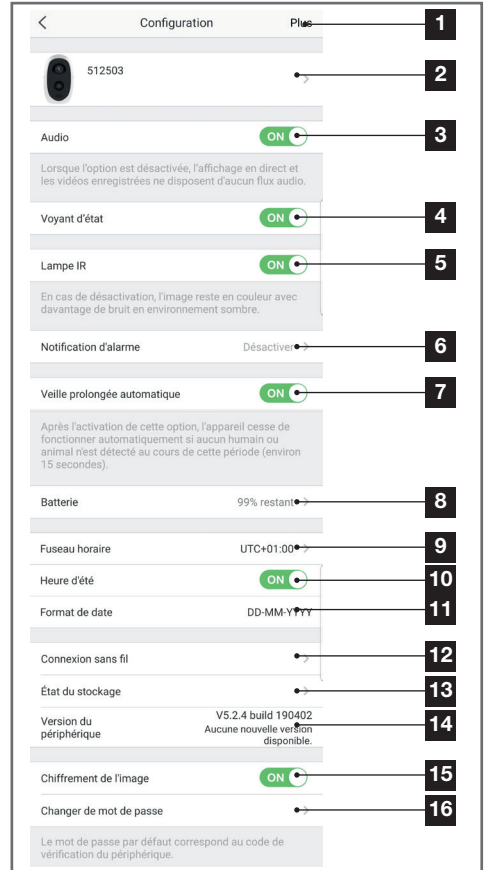 Configuration Plus 1
512503 2
Audio ON 3
Lorsque l'option est désactivée, l'affichage en direct et
les vidéos enregistrées ne disposent d'aucun flux audio.
Voyant d'état ON 4
Lampe IR ON 5
En cas de désactivation, l'image reste en couleur avec
davantage de bruit en environnement sombre.
Notification d'alarme Désactiver 6
Veille prolongée automatique ON 7
Après l'activation de cette option, l'appareil cesse de
fonctionner automatiquement si aucun humain ou
animal n'est détecté au cours de cette période (environ
15 secondes).
Batterie 99% restant 8
Fuseau horaire UTC+01:00 9
Heure d'été ON 10
Format de date DD-MM-YYYY 11
Connexion sans fil 12
État du stockage 13
Version du
périphérique
V5.2.4 build 190402
Aucune nouvelle version
disponible.
14
Chiffrement de l'image ON 15
Changer de mot de passe 16
Le mot de passe par défaut correspond au code de
vérification du périphérique.